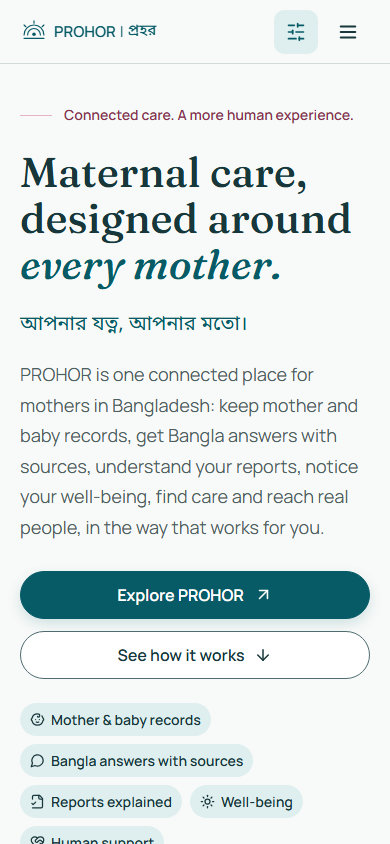 PROHOR | প্রহর
Connected care. A more human experience.
Maternal care,
designed around
every mother.
আপনার যত্ন, আপনার মতো।
PROHOR is one connected place for
mothers in Bangladesh: keep mother and
baby records, get Bangla answers with
sources, understand your reports, notice
your well-being, find care and reach real
people, in the way that works for you.
Explore PROHOR
See how it works
Mother & baby records
Bangla answers with sources
Reports explained
Well-being
Human support